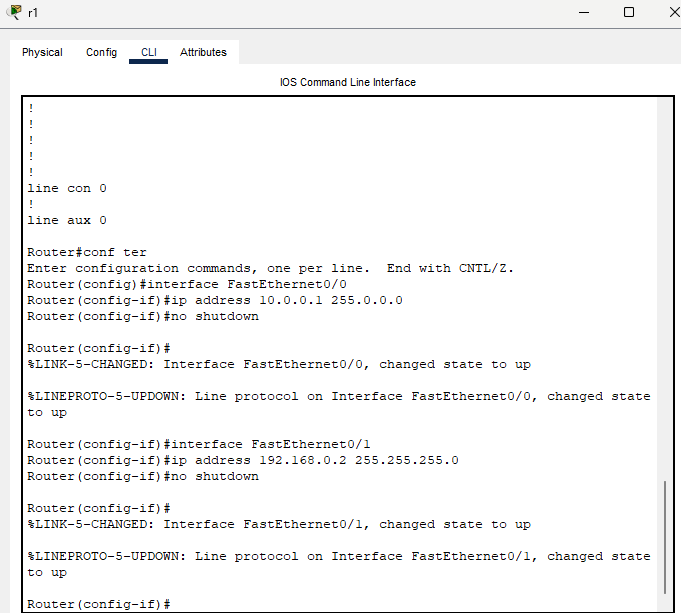 r1
Physical Config CLI Attributes
IOS Command Line Interface
!
!
!
!
!
line con 0
!
line aux 0
Router#conf ter
Enter configuration commands, one per line.  End with CNTL/Z.
Router(config)#interface FastEthernet0/0
Router(config-if)#ip address 10.0.0.1 255.0.0.0
Router(config-if)#no shutdown
Router(config-if)#
%LINK-5-CHANGED: Interface FastEthernet0/0, changed state to up
%LINEPROTO-5-UPDOWN: Line protocol on Interface FastEthernet0/0, changed state
to up
Router(config-if)#interface FastEthernet0/1
Router(config-if)#ip address 192.168.0.2 255.255.255.0
Router(config-if)#no shutdown
Router(config-if)#
%LINK-5-CHANGED: Interface FastEthernet0/1, changed state to up
%LINEPROTO-5-UPDOWN: Line protocol on Interface FastEthernet0/1, changed state
to up
Router(config-if)#